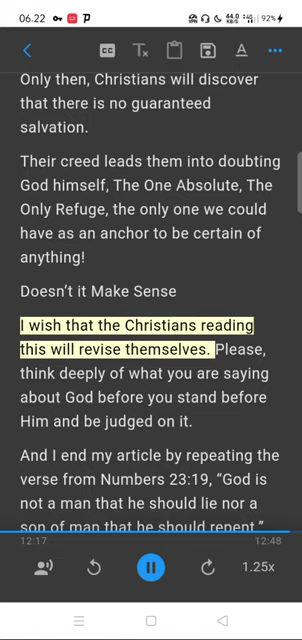 06.22
44.0
KB/S
92%
CC
A
Only then, Christians will discover
that there is no guaranteed
salvation.
Their creed leads them into doubting
God himself, The One Absolute, The
Only Refuge, the only one we could
have as an anchor to be certain of
anything!
Doesn't it Make Sense
I wish that the Christians reading
this will revise themselves. Please,
think deeply of what you are saying
about God before you stand before
Him and be judged on it.
And I end my article by repeating the
verse from Numbers 23:19, “God is
not a man that he should lie nor a
son of man that he should repent.”
12:17
12:48
1.25x